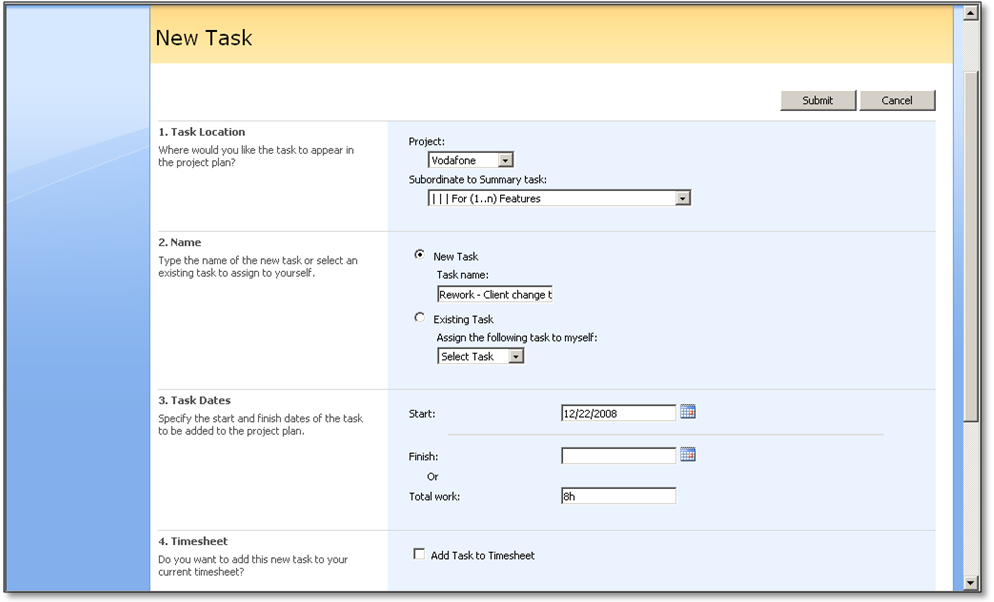 New Task
Submit Cancel
1. Task Location
Where would you like the task to appear in
the project plan?
Project:
Vodafone
Subordinate to Summary task:
| | | For (1..n) Features
2. Name
Type the name of the new task or select an
existing task to assign to yourself.
New Task
Task name:
Rework - Client change t
Existing Task
Assign the following task to myself:
Select Task
3. Task Dates
Specify the start and finish dates of the task
to be added to the project plan.
Start: 12/22/2008
Finish:
Or
Total work: 8h
4. Timesheet
Do you want to add this new task to your
current timesheet?
Add Task to Timesheet